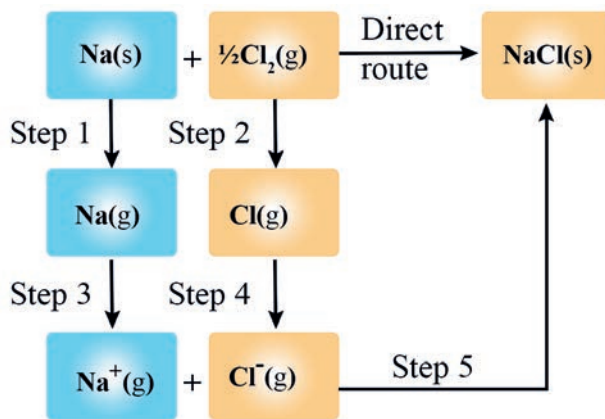 Na(s) + ½Cl₂(g) Direct route NaCl(s)
Step 1 Step 2
Na(g) Cl(g)
Step 3 Step 4
Na⁺(g) + Cl⁻(g) Step 5